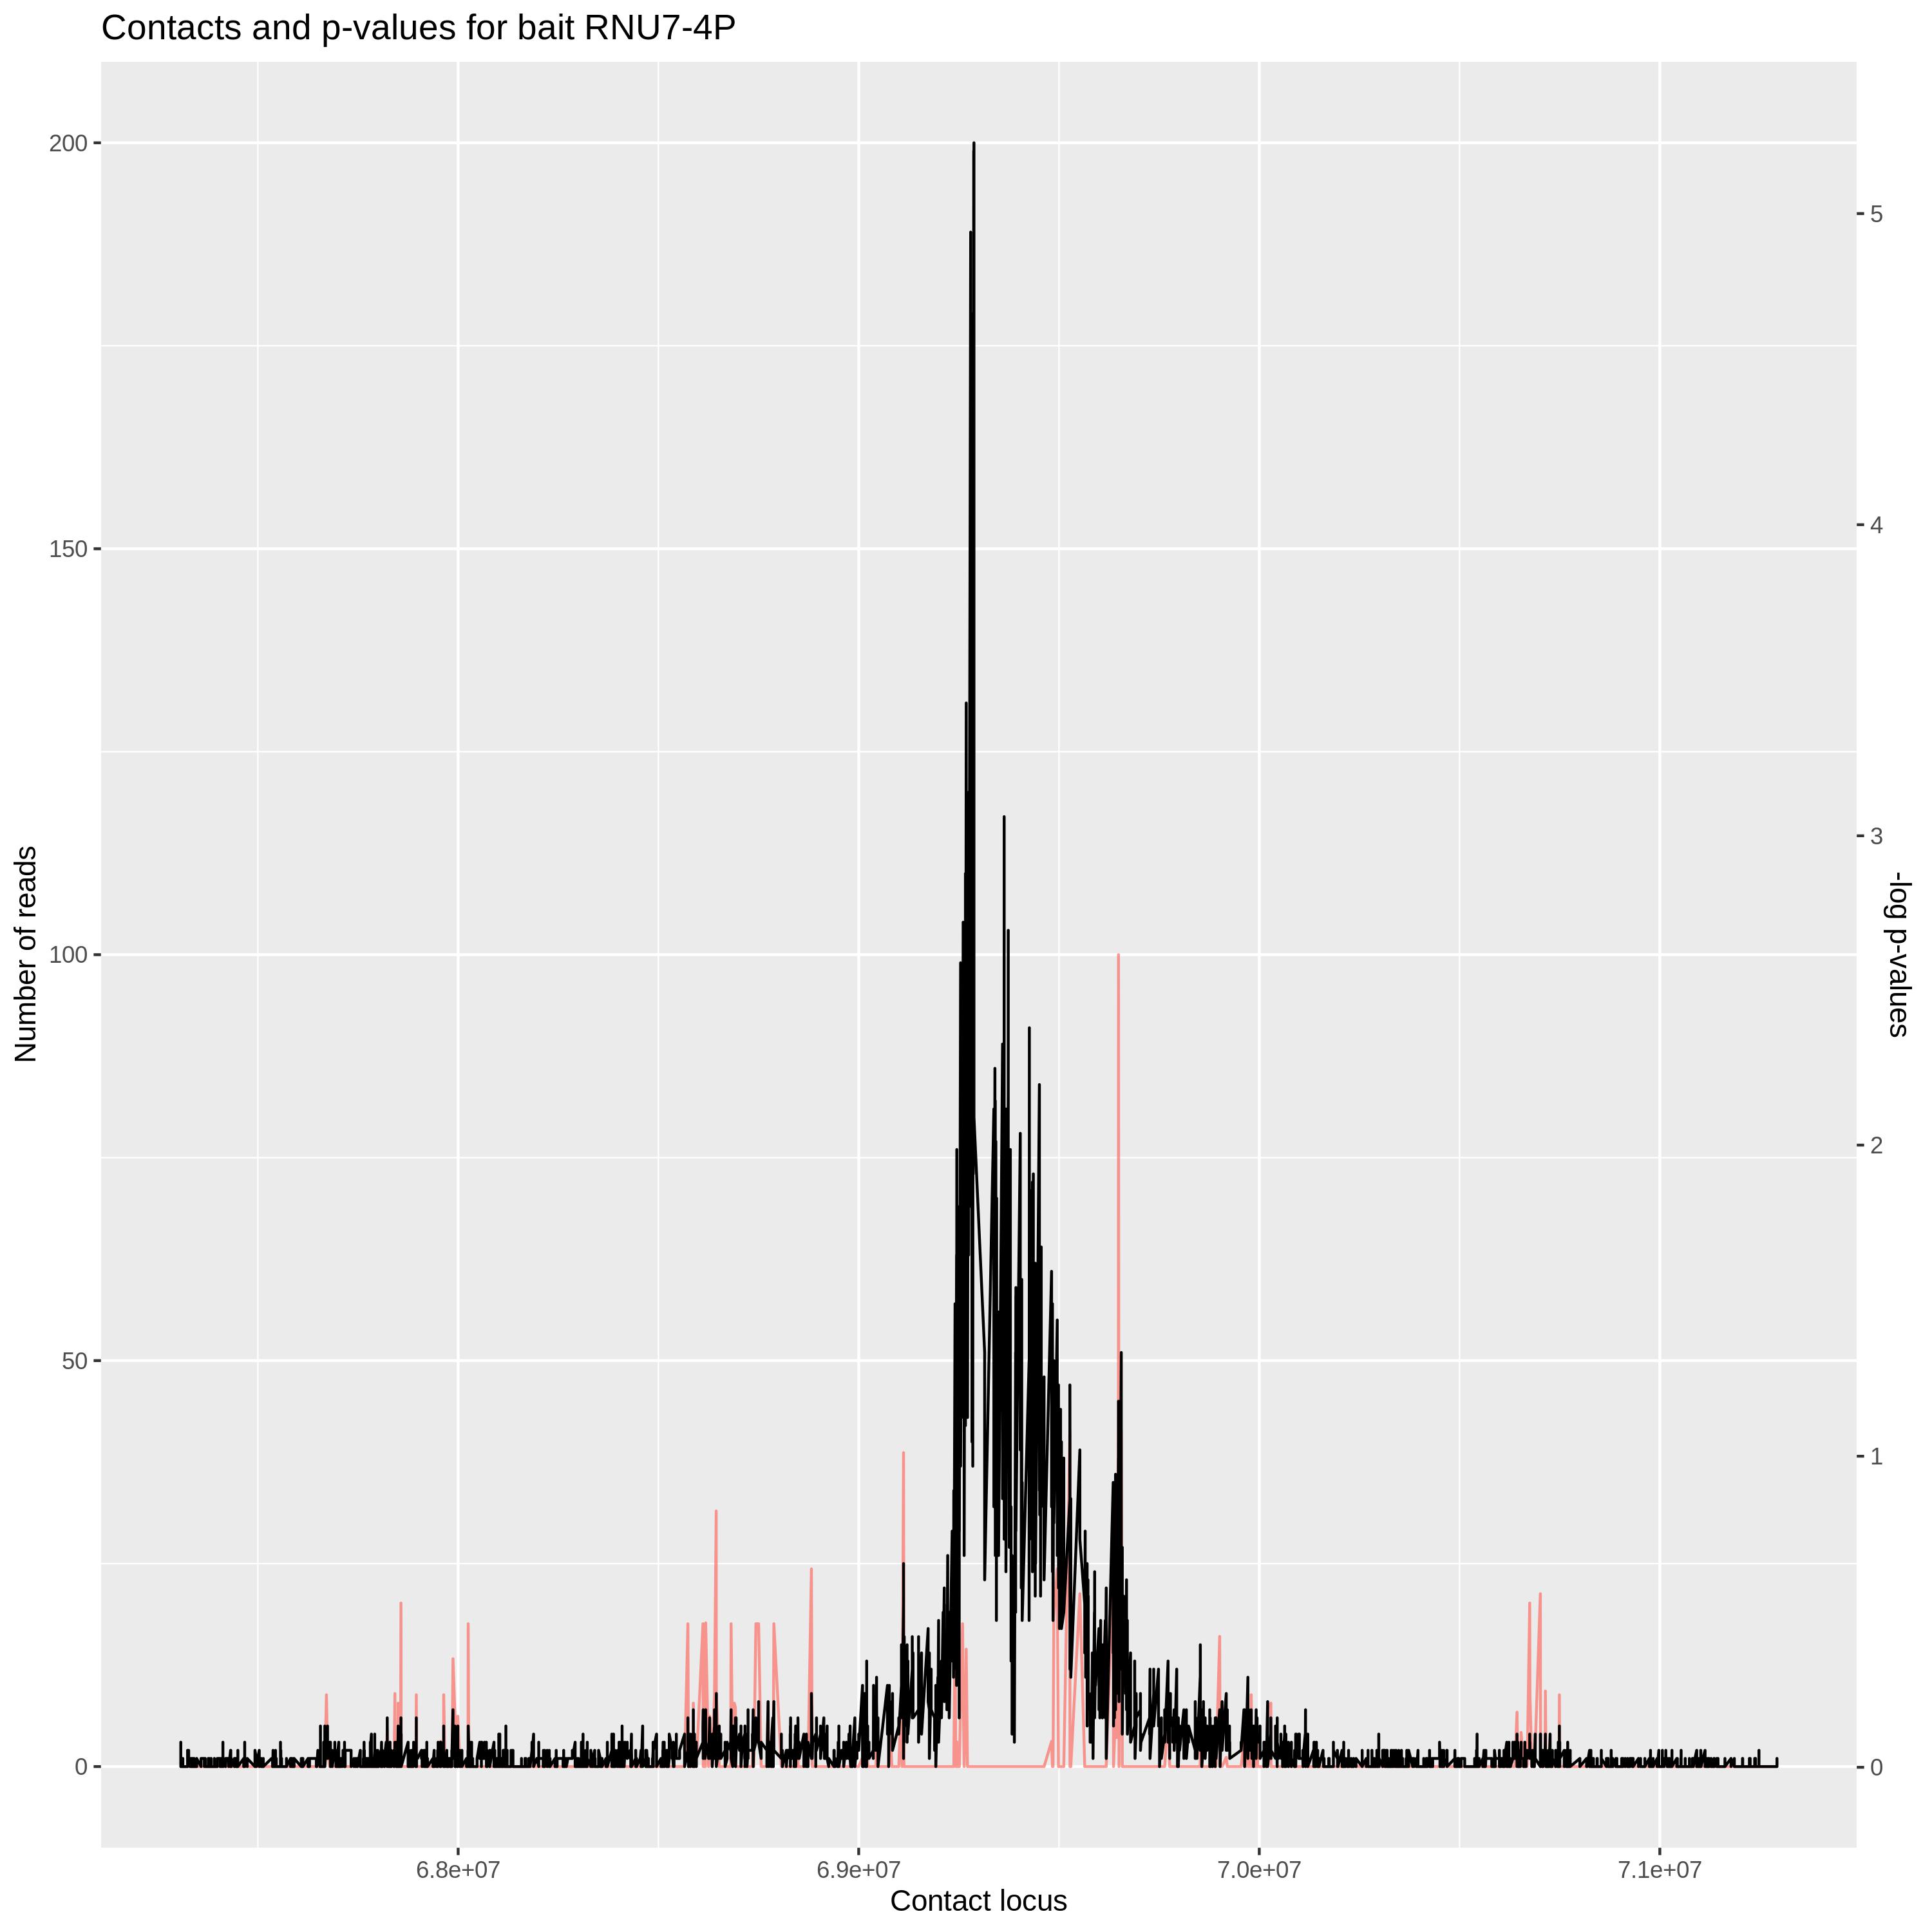 Contacts and p-values for bait RNU7-4P
200
150
100
50
0
Number of reads
5
4
3
2
1
0
-log p-values
6.8e+07
6.9e+07
7.0e+07
7.1e+07
Contact locus